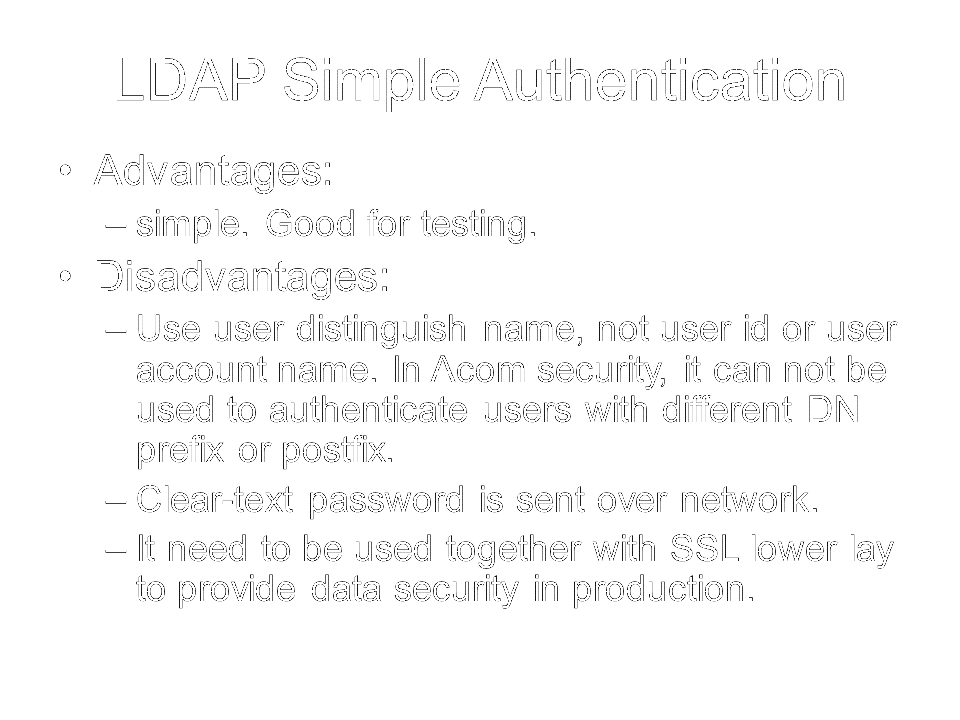 LDAP Simple Authentication
• Advantages:
– simple. Good for testing.
• Disadvantages:
– Use user distinguish name, not user id or user
account name. In Acom security, it can not be
used to authenticate users with different DN
prefix or postfix.
– Clear-text password is sent over network.
– It need to be used together with SSL lower lay
to provide data security in production.